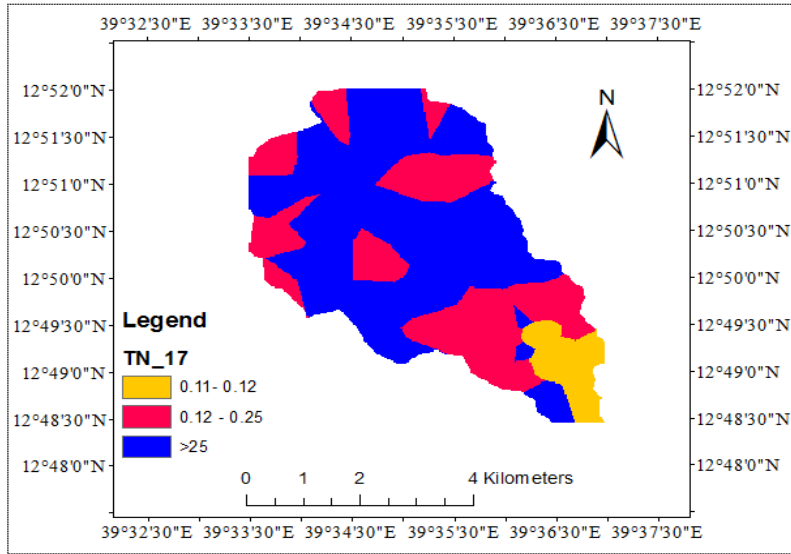 39°32'30"E 39°33'30"E 39°34'30"E 39°35'30"E 39°36'30"E 39°37'30"E
12°52'0"N 12°52'0"N
N
12°51'30"N 12°51'30"N
12°51'0"N 12°51'0"N
12°50'30"N 12°50'30"N
12°50'0"N 12°50'0"N
12°49'30"N 12°49'30"N
12°49'0"N 12°49'0"N
12°48'30"N 12°48'30"N
12°48'0"N 12°48'0"N
Legend
TN_17
0.11- 0.12
0.12 - 0.25
>25
0 1 2 4 Kilometers
39°32'30"E 39°33'30"E 39°34'30"E 39°35'30"E 39°36'30"E 39°37'30"E